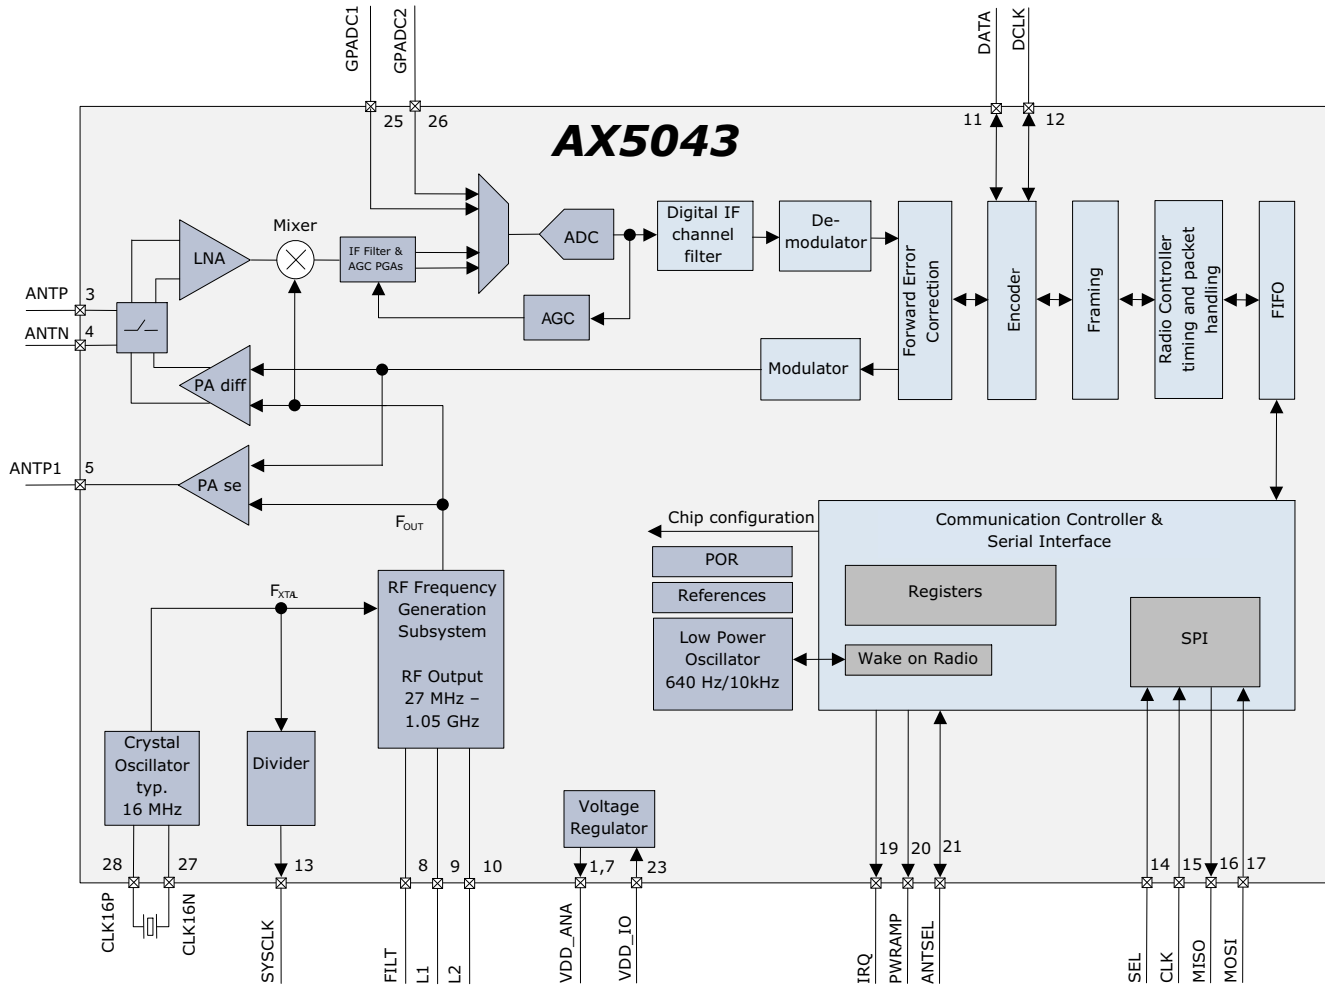 GPADC1
GPADC2
DATA
DCLK
25
26
11
12
AX5043
Mixer
LNA
IF Filter &
AGC PGAs
ADC
AGC
Digital IF
channel
filter
De-
modulator
Forward Error
Correction
Encoder
Framing
Radio Controller
timing and packet
handling
FIFO
ANTP
3
ANTN
4
PA diff
Modulator
ANTP1
5
PA se
FOUT
Chip configuration
Communication Controller &
Serial Interface
POR
References
Low Power
Oscillator
640 Hz/10kHz
Registers
Wake on Radio
SPI
FXTAL
RF Frequency
Generation
Subsystem
RF Output
27 MHz –
1.05 GHz
Crystal
Oscillator
typ.
16 MHz
Divider
Voltage
Regulator
28
27
13
8
9
10
1,7
23
19
20
21
14
15
16
17
CLK16P
CLK16N
SYSCLK
FILT
L1
L2
VDD_ANA
VDD_IO
IRQ
PWRAMP
ANTSEL
SEL
CLK
MISO
MOSI